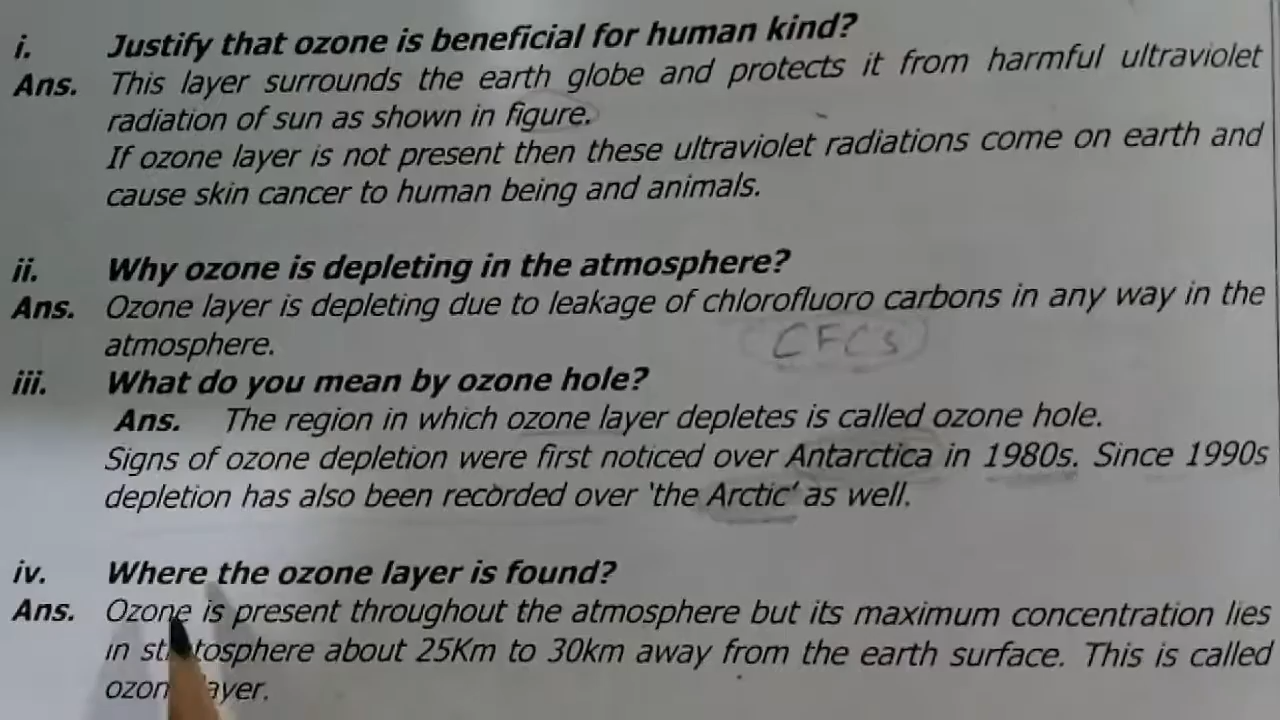 i. Justify that ozone is beneficial for human kind?
Ans. This layer surrounds the earth globe and protects it from harmful ultraviolet
radiation of sun as shown in figure.
If ozone layer is not present then these ultraviolet radiations come on earth and
cause skin cancer to human being and animals.
ii. Why ozone is depleting in the atmosphere?
Ans. Ozone layer is depleting due to leakage of chlorofluoro carbons in any way in the
atmosphere.
CFCs
iii. What do you mean by ozone hole?
Ans. The region in which ozone layer depletes is called ozone hole.
Signs of ozone depletion were first noticed over Antarctica in 1980s. Since 1990s
depletion has also been recorded over 'the Arctic' as well.
iv. Where the ozone layer is found?
Ans. Ozone is present throughout the atmosphere but its maximum concentration lies
in stratosphere about 25Km to 30km away from the earth surface. This is called
ozone layer.